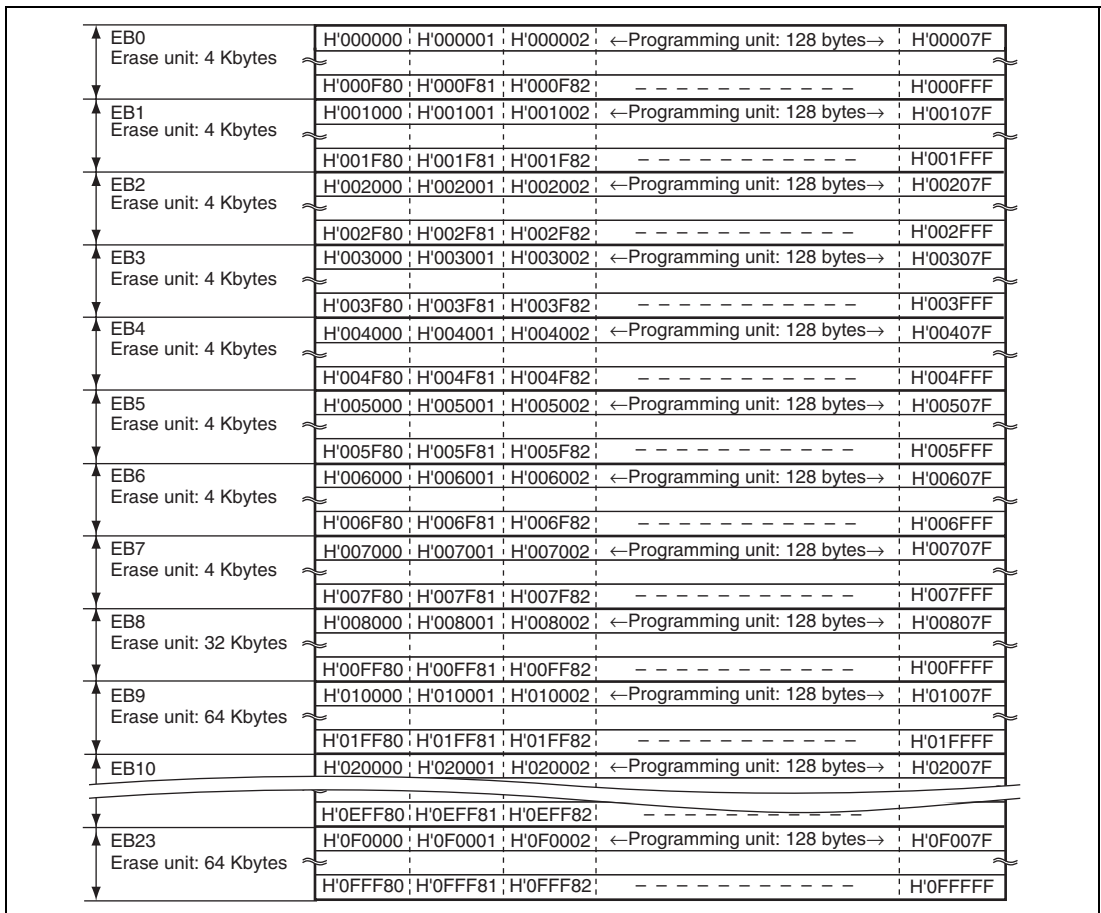 EB0 H'000000 H'000001 H'000002 ←Programming unit: 128 bytes→ H'00007F
Erase unit: 4 Kbytes
H'000F80 H'000F81 H'000F82 – – – – – – – – – – – H'000FFF
EB1 H'001000 H'001001 H'001002 ←Programming unit: 128 bytes→ H'00107F
Erase unit: 4 Kbytes
H'001F80 H'001F81 H'001F82 – – – – – – – – – – – H'001FFF
EB2 H'002000 H'002001 H'002002 ←Programming unit: 128 bytes→ H'00207F
Erase unit: 4 Kbytes
H'002F80 H'002F81 H'002F82 – – – – – – – – – – – H'002FFF
EB3 H'003000 H'003001 H'003002 ←Programming unit: 128 bytes→ H'00307F
Erase unit: 4 Kbytes
H'003F80 H'003F81 H'003F82 – – – – – – – – – – – H'003FFF
EB4 H'004000 H'004001 H'004002 ←Programming unit: 128 bytes→ H'00407F
Erase unit: 4 Kbytes
H'004F80 H'004F81 H'004F82 – – – – – – – – – – – H'004FFF
EB5 H'005000 H'005001 H'005002 ←Programming unit: 128 bytes→ H'00507F
Erase unit: 4 Kbytes
H'005F80 H'005F81 H'005F82 – – – – – – – – – – – H'005FFF
EB6 H'006000 H'006001 H'006002 ←Programming unit: 128 bytes→ H'00607F
Erase unit: 4 Kbytes
H'006F80 H'006F81 H'006F82 – – – – – – – – – – – H'006FFF
EB7 H'007000 H'007001 H'007002 ←Programming unit: 128 bytes→ H'00707F
Erase unit: 4 Kbytes
H'007F80 H'007F81 H'007F82 – – – – – – – – – – – H'007FFF
EB8 H'008000 H'008001 H'008002 ←Programming unit: 128 bytes→ H'00807F
Erase unit: 32 Kbytes
H'00FF80 H'00FF81 H'00FF82 – – – – – – – – – – – H'00FFFF
EB9 H'010000 H'010001 H'010002 ←Programming unit: 128 bytes→ H'01007F
Erase unit: 64 Kbytes
H'01FF80 H'01FF81 H'01FF82 – – – – – – – – – – – H'01FFFF
EB10 H'020000 H'020001 H'020002 ←Programming unit: 128 bytes→ H'02007F
H'0EFF80 H'0EFF81 H'0EFF82 – – – – – – – – – – –
EB23 H'0F0000 H'0F0001 H'0F0002 ←Programming unit: 128 bytes→ H'0F007F
Erase unit: 64 Kbytes
H'0FFF80 H'0FFF81 H'0FFF82 – – – – – – – – – – – H'0FFFFF